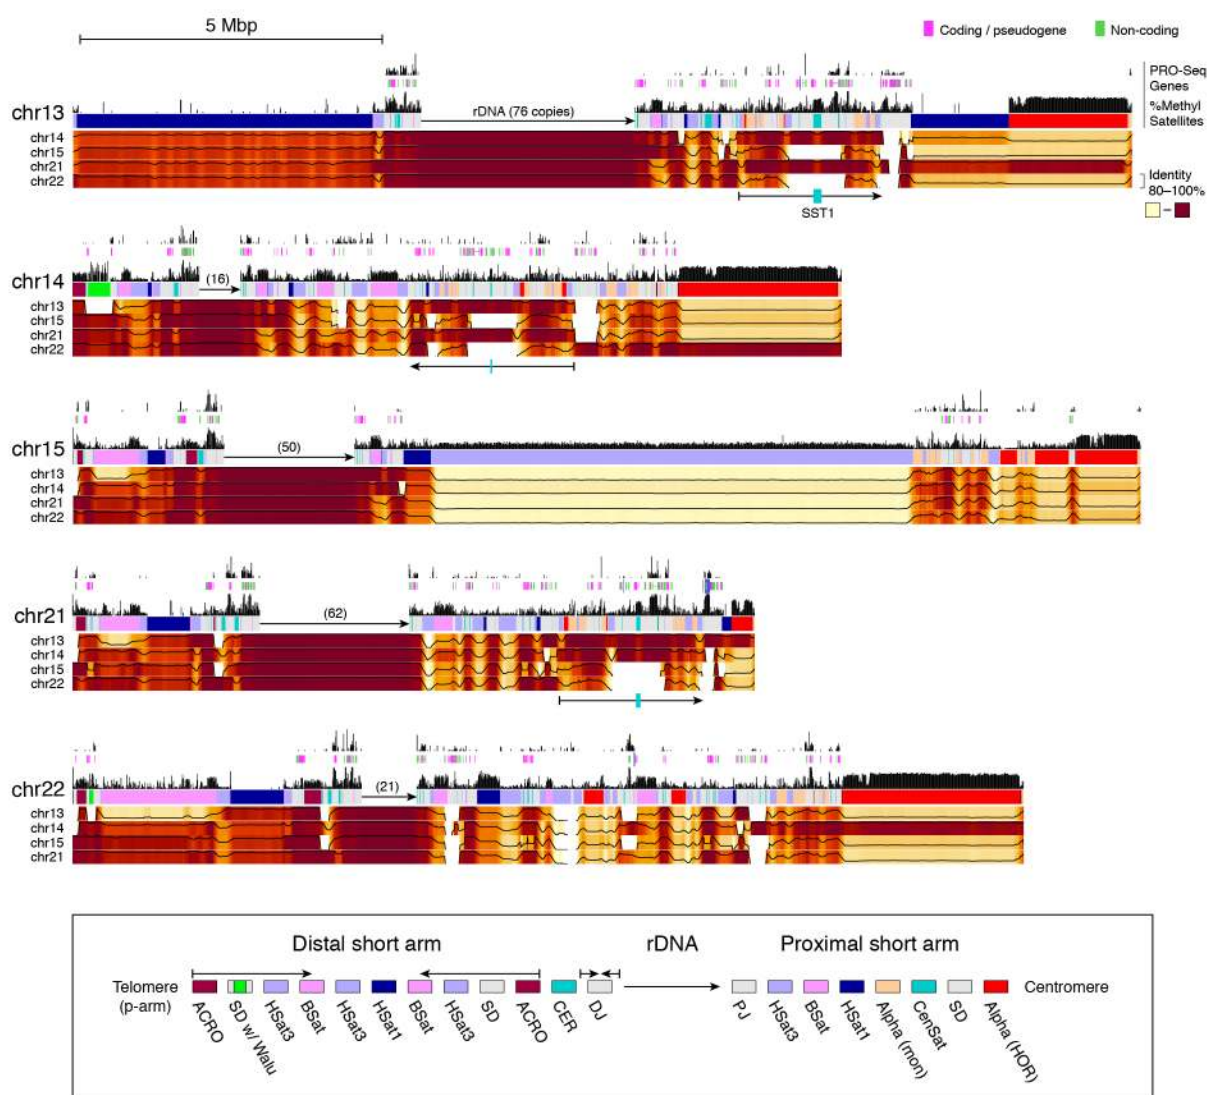 5 Mbp
Coding / pseudogene Non-coding
PRO-Seq
Genes
%Methyl
Satellites
chr13 rDNA (76 copies)
chr14
chr15
chr21
chr22
Identity
80–100%
–
SST1
chr14 (16)
chr13
chr15
chr21
chr22
chr15 (50)
chr13
chr14
chr21
chr22
chr21 (62)
chr13
chr14
chr15
chr22
chr22 (21)
chr13
chr14
chr15
chr21
Distal short arm rDNA Proximal short arm
Telomere
(p-arm)
Centromere
ACRO
SD w/ Walu
HSat3
BSat
HSat3
HSat1
BSat
HSat3
SD
ACRO
CER
DJ
PJ
HSat3
BSat
HSat1
Alpha (mon)
CenSat
SD
Alpha (HOR)